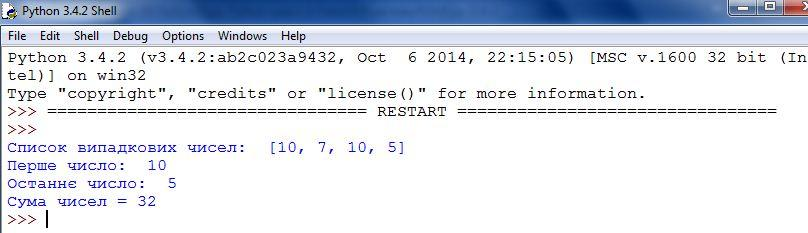 Python 3.4.2 Shell
File Edit Shell Debug Options Windows Help
Python 3.4.2 (v3.4.2:ab2c023a9432, Oct  6 2014, 22:15:05) [MSC v.1600 32 bit (In
tel)] on win32
Type "copyright", "credits" or "license()" for more information.
>>> ================================ RESTART ================================
>>>
Список випадкових чисел:  [10, 7, 10, 5]
Перше число:  10
Останнє число:  5
Сума чисел = 32
>>>